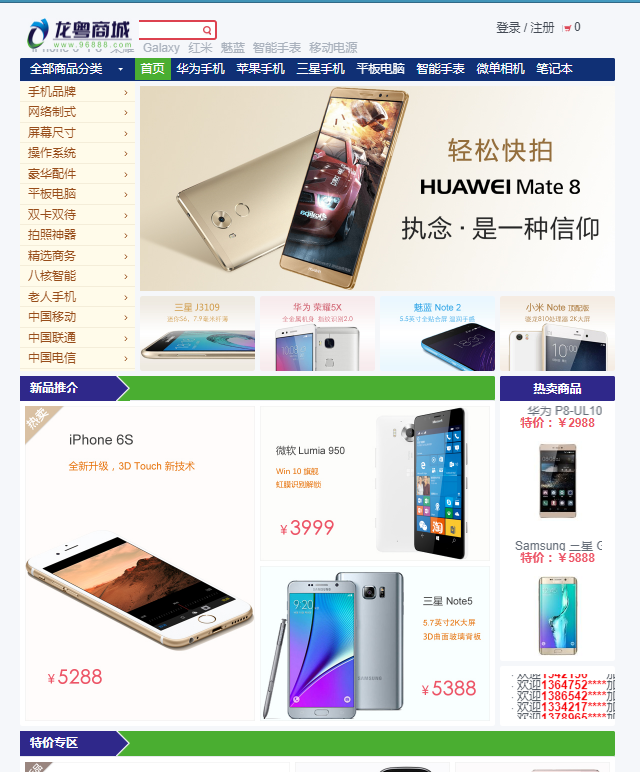 龙粤商城
www.96888.com
登录 / 注册 0
Galaxy 红米 魅蓝 智能手表 移动电源
全部商品分类 首页 华为手机 苹果手机 三星手机 平板电脑 智能手表 微单相机 笔记本
手机品牌 >
网络制式 >
屏幕尺寸 >
操作系统 >
豪华配件 >
平板电脑 >
双卡双待 >
拍照神器 >
精选商务 >
八核智能 >
老人手机 >
中国移动 >
中国联通 >
中国电信 >
轻松快拍
HUAWEI Mate 8
执念 · 是一种信仰
三星 J3109
迷你S6，7.9毫米纤薄
华为 荣耀5X
全金属机身 指纹识别2.0
魅蓝 Note 2
5.5英寸全贴合屏 温润手感
小米 Note 顶配版
骁龙810处理器 2K大屏
新品推介
热卖商品
热卖
iPhone 6S
全新升级，3D Touch 新技术
￥5288
微软 Lumia 950
Win 10 旗舰
虹膜识别解锁
￥3999
三星 Note5
5.7英寸2K大屏
3D曲面玻璃背板
￥5388
华为 P8-UL10
特价：￥2988
Samsung 三星 G
特价：￥5888
欢迎1342156****加
欢迎1364752****加
欢迎1386542****加
欢迎1334217****加
欢迎1378965****加
特价专区